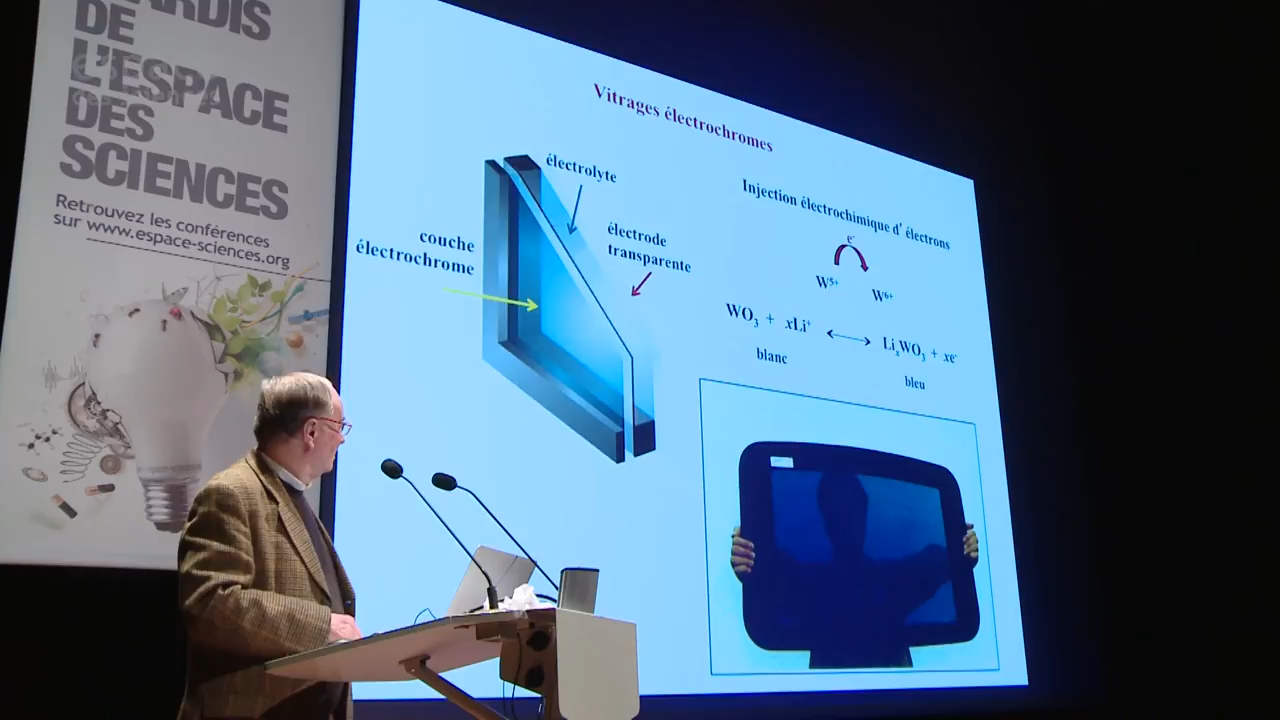 MARDIS
DE
L'ESPACE
DES
SCIENCES
Retrouvez les conférences
sur www.espace-sciences.org
Vitrages électrochromes
électrolyte
électrode
transparente
couche
électrochrome
Injection électrochimique d' électrons
e-
W5+
W6+
WO3 + xLi+ ⟷ LixWO3 + xe-
blanc
bleu